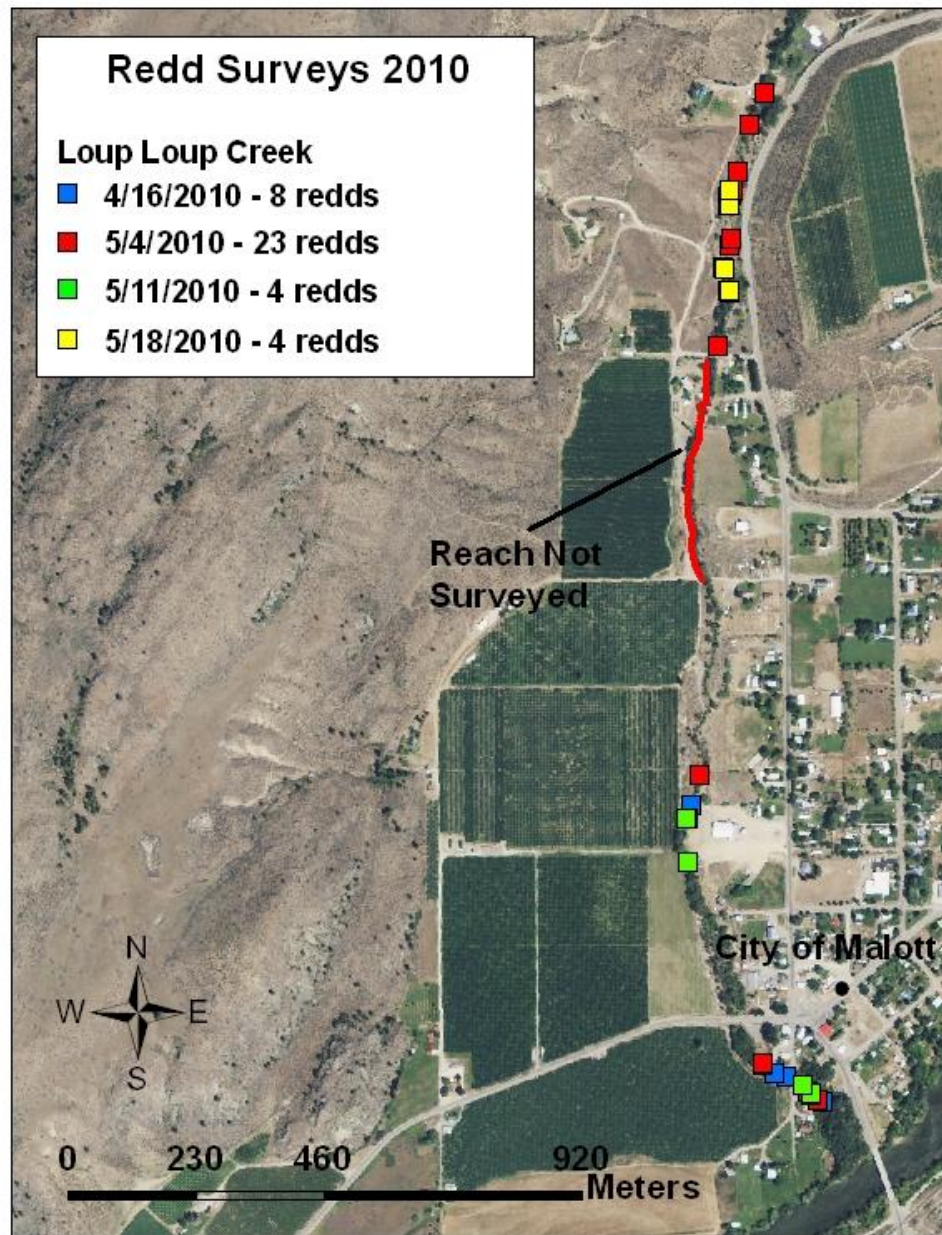 Redd Surveys 2010
Loup Loup Creek
4/16/2010 - 8 redds
5/4/2010 - 23 redds
5/11/2010 - 4 redds
5/18/2010 - 4 redds
Reach Not
Surveyed
City of Malott
N
W E
S
0 230 460 920
Meters